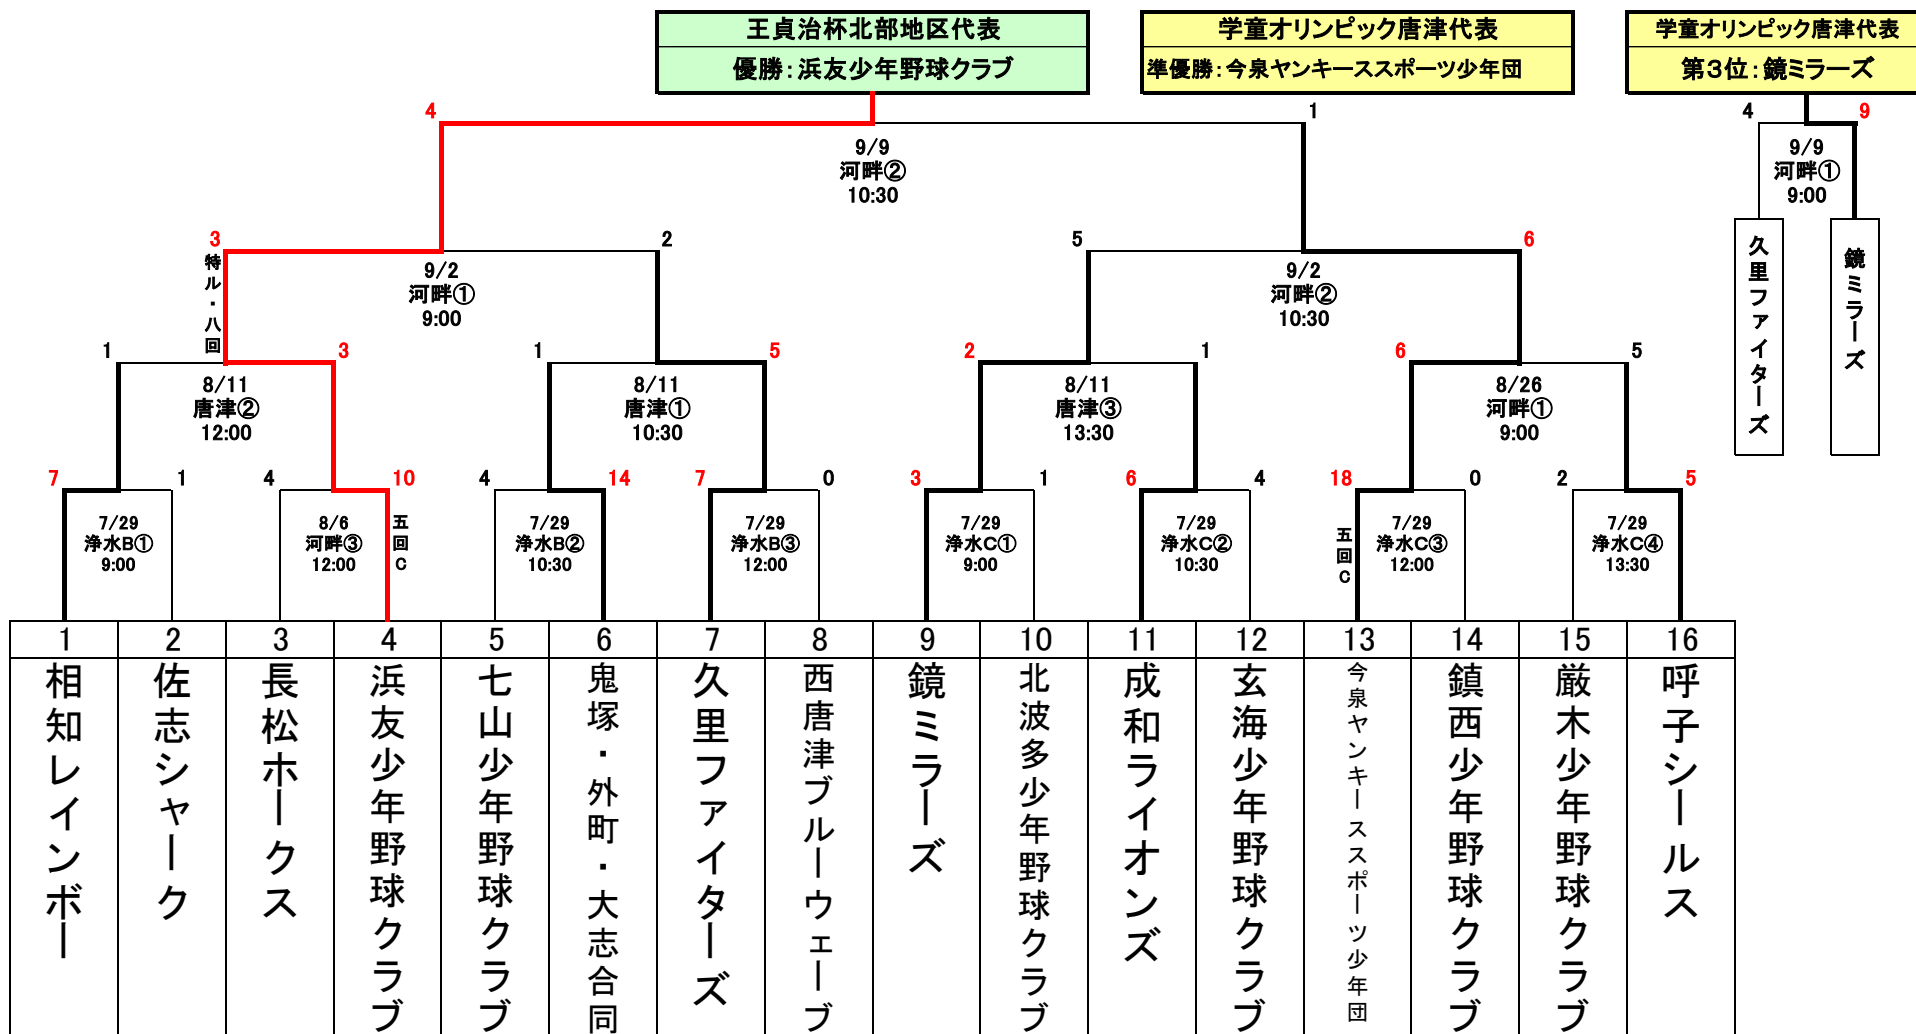 王貞治杯北部地区代表
優勝：浜友少年野球クラブ
学童オリンピック唐津代表
準優勝：今泉ヤンキーススポーツ少年団
学童オリンピック唐津代表
第３位：鏡ミラーズ
4
1
9/9
河畔②
10:30
4
9
9/9
河畔①
9:00
久里ファイターズ
鏡ミラーズ
3
特ル・八回
2
9/2
河畔①
9:00
5
6
9/2
河畔②
10:30
1
3
8/11
唐津②
12:00
1
5
8/11
唐津①
10:30
2
1
8/11
唐津③
13:30
6
5
8/26
河畔①
9:00
7
1
7/29
浄水B①
9:00
4
10
8/6
河畔③
12:00
五回C
4
14
7/29
浄水B②
10:30
7
0
7/29
浄水B③
12:00
3
1
7/29
浄水C①
9:00
6
4
7/29
浄水C②
10:30
18
0
五回C
7/29
浄水C③
12:00
2
5
7/29
浄水C④
13:30
1
2
3
4
5
6
7
8
9
10
11
12
13
14
15
16
相知レインボー
佐志シャーク
長松ホークス
浜友少年野球クラブ
七山少年野球クラブ
鬼塚・外町・大志合同
久里ファイターズ
西唐津ブルーウェーブ
鏡ミラーズ
北波多少年野球クラブ
成和ライオンズ
玄海少年野球クラブ
今泉ヤンキーススポーツ少年団
鎮西少年野球クラブ
厳木少年野球クラブ
呼子シールス